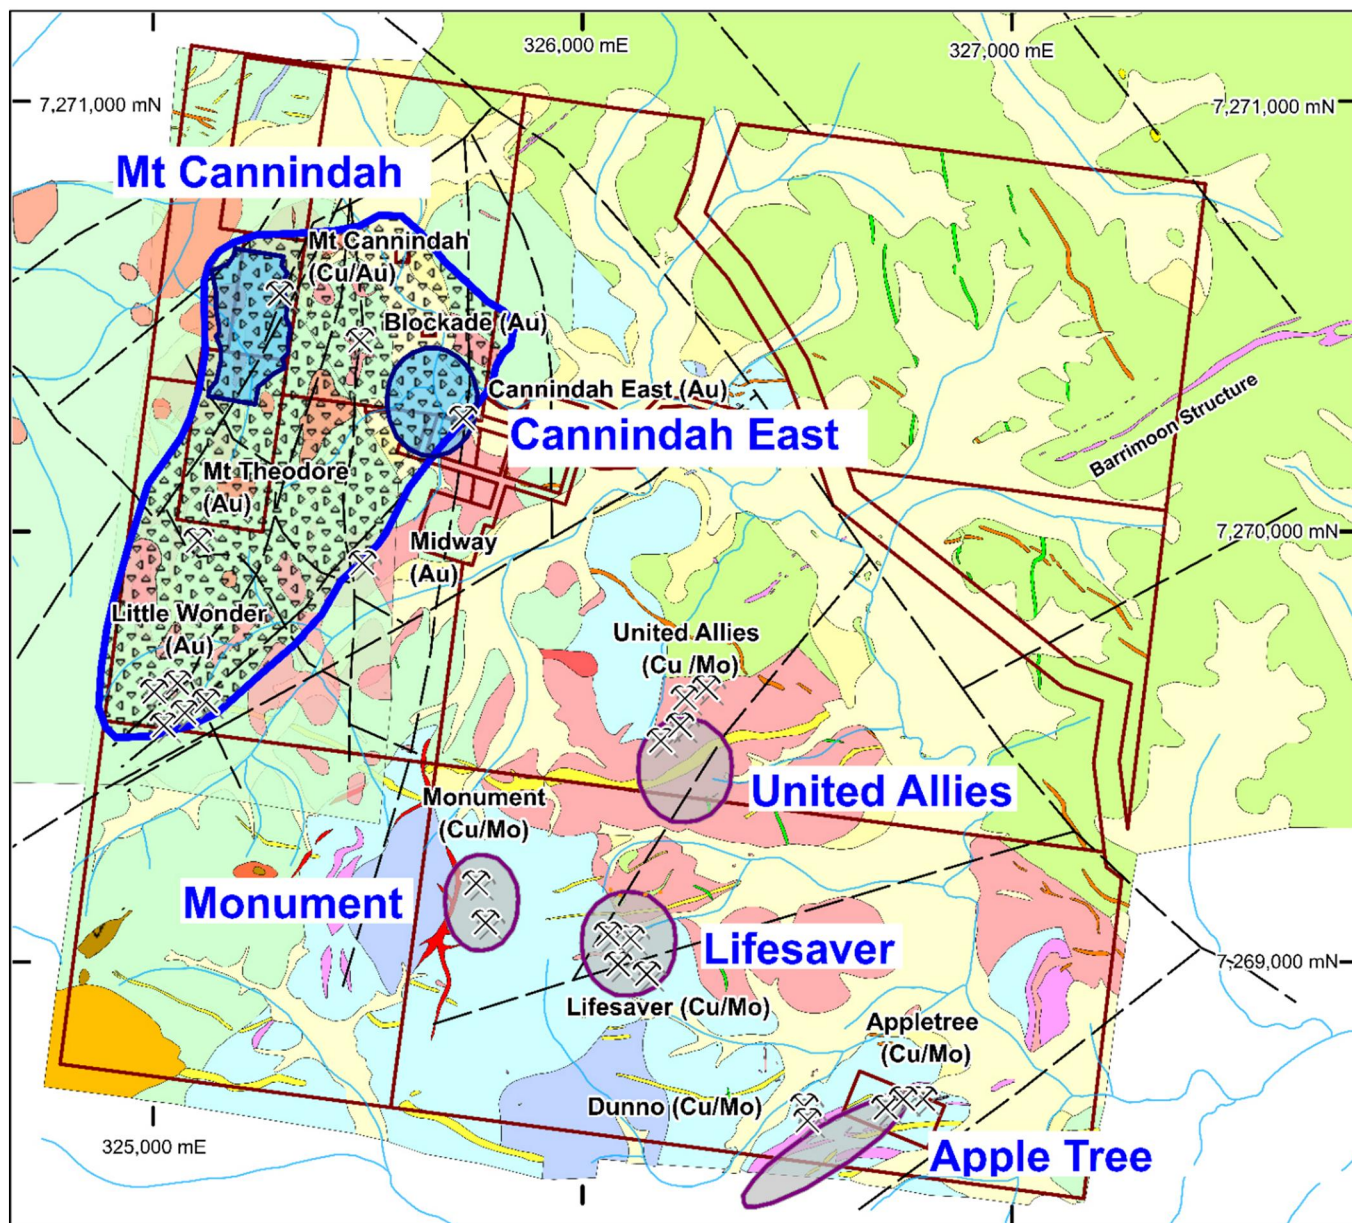 326,000 mE
327,000 mE
7,271,000 mN
7,271,000 mN
Mt Cannindah
Mt Cannindah
(Cu/Au)
Blockade (Au)
Cannindah East (Au)
Cannindah East
Barrimoon Structure
Mt Theodore
(Au)
Midway
(Au)
7,270,000 mN
Little Wonder
(Au)
United Allies
(Cu /Mo)
United Allies
Monument
(Cu/Mo)
Monument
Lifesaver
7,269,000 mN
Lifesaver (Cu/Mo)
Appletree
(Cu/Mo)
Dunno (Cu/Mo)
325,000 mE
Apple Tree